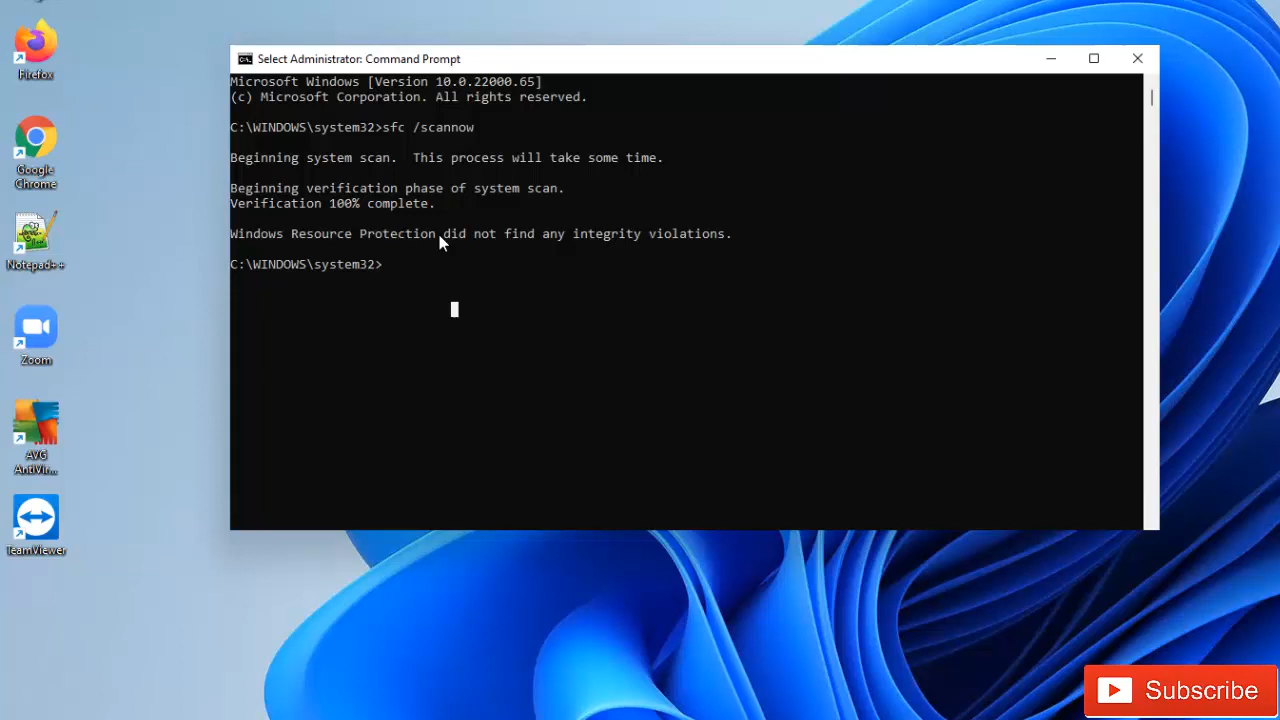 Firefox
Google
Chrome
Notepad++
Zoom
AVG
AntiVir...
TeamViewer
Select Administrator: Command Prompt
Microsoft Windows [Version 10.0.22000.65]
(c) Microsoft Corporation. All rights reserved.
C:\WINDOWS\system32>sfc /scannow
Beginning system scan.  This process will take some time.
Beginning verification phase of system scan.
Verification 100% complete.
Windows Resource Protection did not find any integrity violations.
C:\WINDOWS\system32>
Subscribe